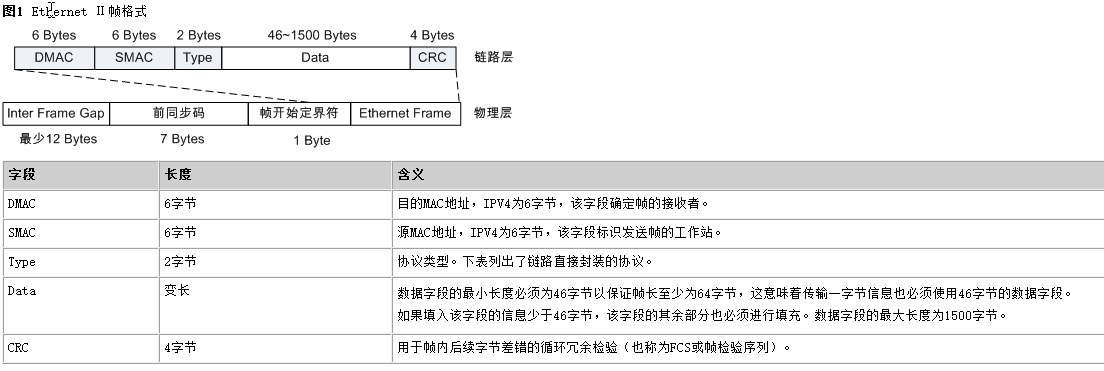 图1 Ethernet Ⅱ帧格式
6 Bytes 6 Bytes 2 Bytes 46~1500 Bytes 4 Bytes
DMAC SMAC Type Data CRC 链路层
Inter Frame Gap 前同步码 帧开始定界符 Ethernet Frame 物理层
最少12 Bytes 7 Bytes 1 Byte
字段 长度 含义
DMAC 6字节 目的MAC地址，IPV4为6字节，该字段确定帧的接收者。
SMAC 6字节 源MAC地址，IPV4为6字节，该字段标识发送帧的工作站。
Type 2字节 协议类型。下表列出了链路直接封装的协议。
Data 变长 数据字段的最小长度必须为46字节以保证帧长至少为64字节，这意味着传输一字节信息也必须使用46字节的数据字段。
如果填入该字段的信息少于46字节，该字段的其余部分也必须进行填充。数据字段的最大长度为1500字节。
CRC 4字节 用于帧内后续字节差错的循环冗余检验（也称为FCS或帧检验序列）。